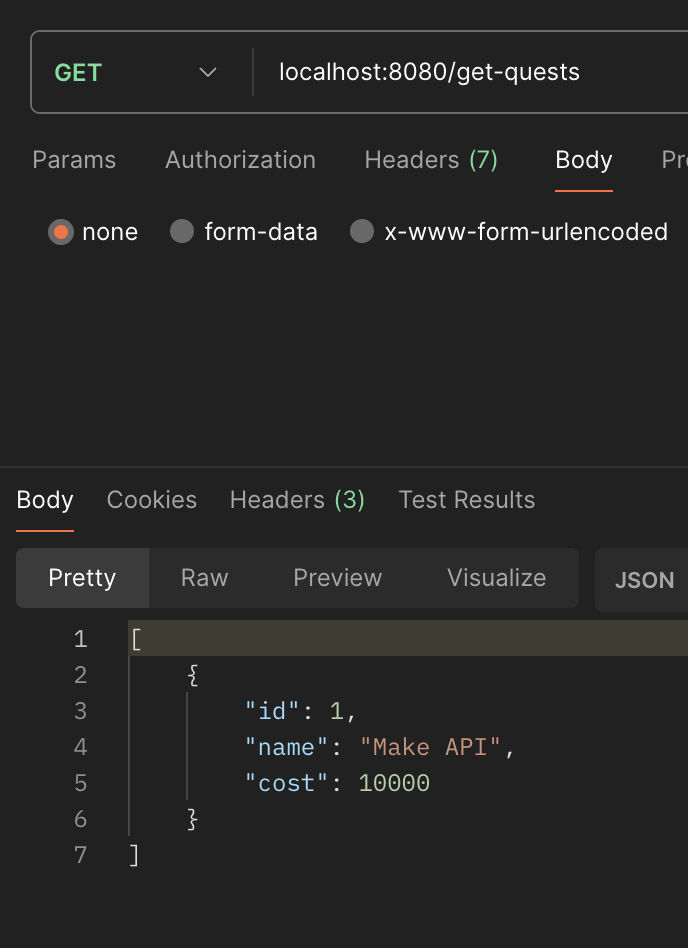 GET localhost:8080/get-quests
Params Authorization Headers (7) Body
none form-data x-www-form-urlencoded
Body Cookies Headers (3) Test Results
Pretty Raw Preview Visualize JSON
1 [
2 {
3 "id": 1,
4 "name": "Make API",
5 "cost": 10000
6 }
7 ]